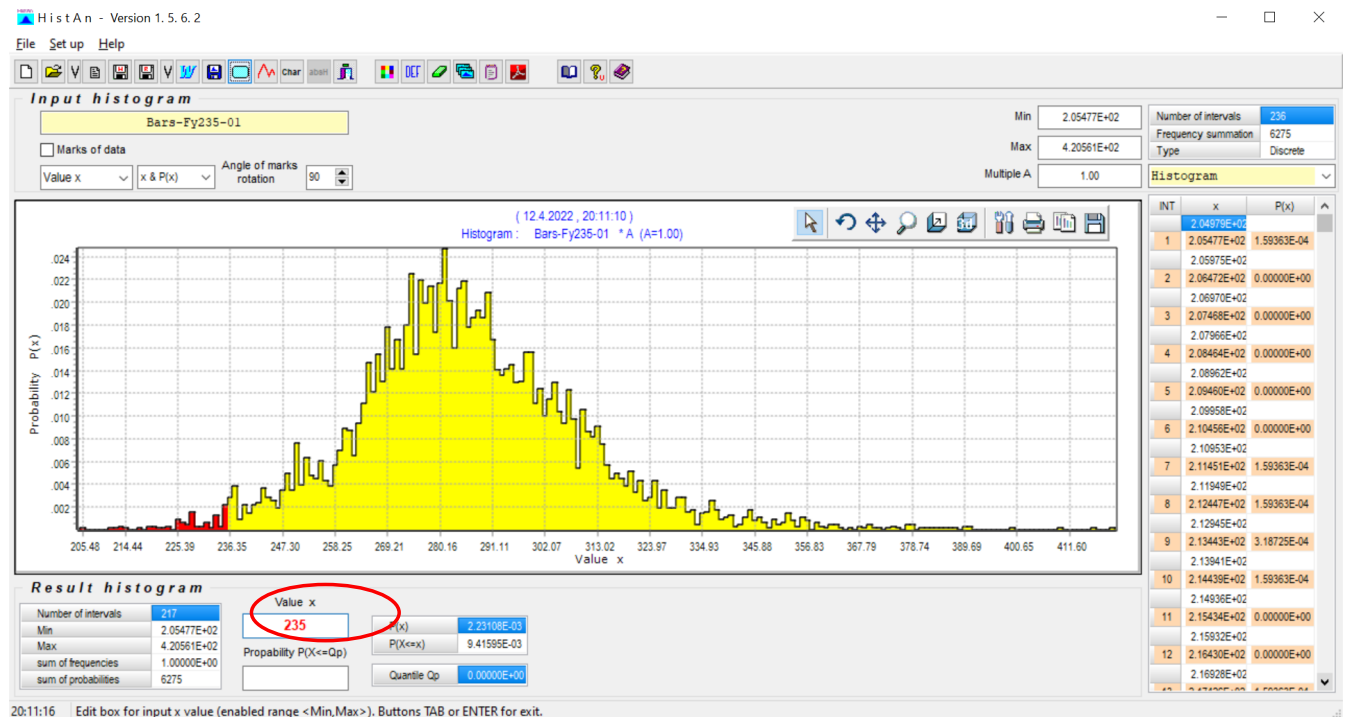 HistAn - Version 1.5.6.2
File Set up Help
V V Char absH DEF
Input histogram
Bars-Fy235-01
Marks of data
Value x x & P(x) Angle of marks rotation 90
Min 2.05477E+02
Max 4.20561E+02
Multiple A 1.00
Number of intervals 236
Frequency summation 6275
Type Discrete
Histogram
( 12.4.2022 , 20:11:10 )
Histogram : Bars-Fy235-01 * A (A=1.00)
.024
.022
.020
.018
.016
.014
.012
.010
.008
.006
.004
.002
Probability P(x)
205.48 214.44 225.39 236.35 247.30 258.25 269.21 280.16 291.11 302.07 313.02 323.97 334.93 345.88 356.83 367.79 378.74 389.69 400.65 411.60
Value x
INT x P(x)
2.04979E+02
1 2.05477E+02 1.59363E-04
2.05975E+02
2 2.06472E+02 0.00000E+00
2.06970E+02
3 2.07468E+02 0.00000E+00
2.07966E+02
4 2.08464E+02 0.00000E+00
2.08962E+02
5 2.09460E+02 0.00000E+00
2.09958E+02
6 2.10456E+02 0.00000E+00
2.10953E+02
7 2.11451E+02 1.59363E-04
2.11949E+02
8 2.12447E+02 1.59363E-04
2.12945E+02
9 2.13443E+02 3.18725E-04
2.13941E+02
10 2.14439E+02 1.59363E-04
2.14936E+02
11 2.15434E+02 0.00000E+00
2.15932E+02
12 2.16430E+02 0.00000E+00
2.16928E+02
Result histogram
Number of intervals 217
Min 2.05477E+02
Max 4.20561E+02
sum of frequencies 1.00000E+00
sum of probabilities 6275
Value x
235
Propability P(X<=Qp)
P(x) 2.23108E-03
P(X<=x) 9.41595E-03
Quantile Qp 0.00000E+00
20:11:16 Edit box for input x value (enabled range <Min,Max>). Buttons TAB or ENTER for exit.